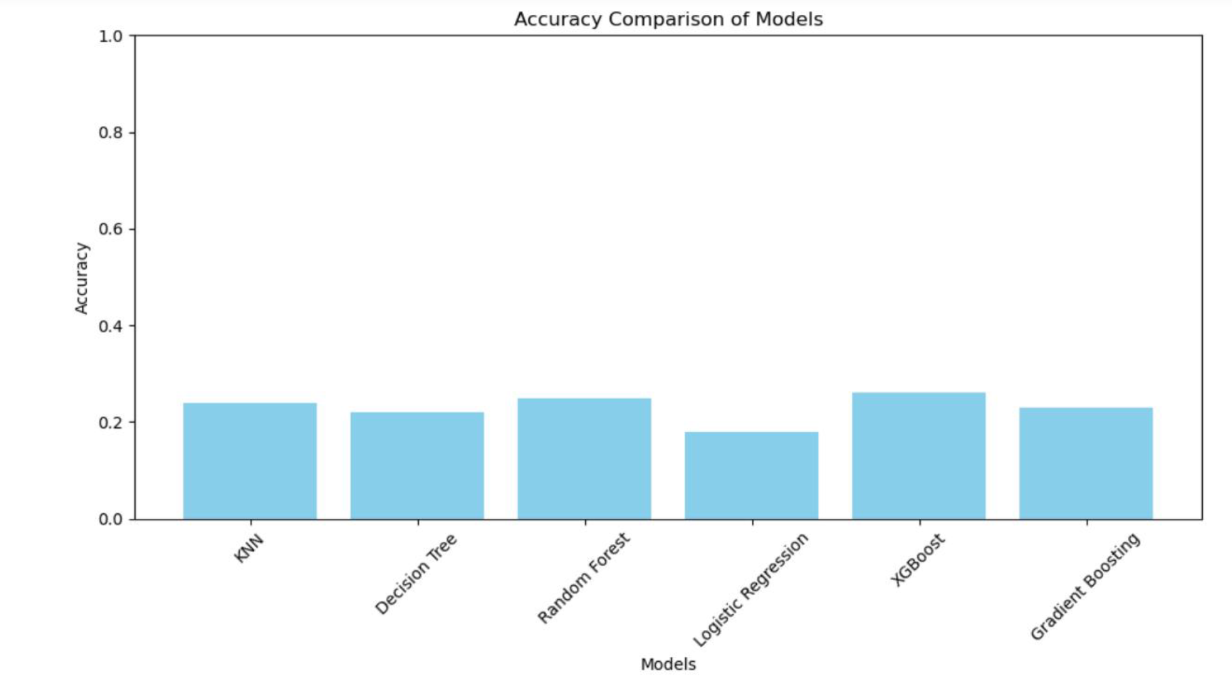 Accuracy Comparison of Models
1.0
0.8
0.6
0.4
0.2
0.0
Accuracy
KNN
Decision Tree
Random Forest
Logistic Regression
XGBoost
Gradient Boosting
Models